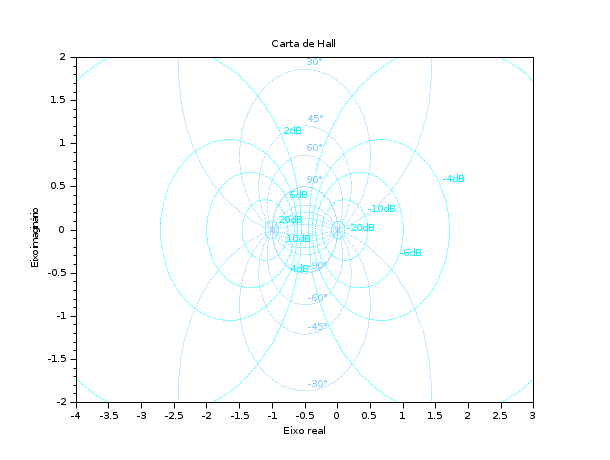 Carta de Hall
2
30°
1.5
45°
2dB
1
60°
90°
-4dB
0.5
6dB
-10dB
20dB
-20dB
Eixo imaginário
0
10dB
-6dB
-90°
4dB
-0.5
-60°
-1
-45°
-1.5
-30°
-2
-4 -3.5 -3 -2.5 -2 -1.5 -1 -0.5 0 0.5 1 1.5 2 2.5 3
Eixo real